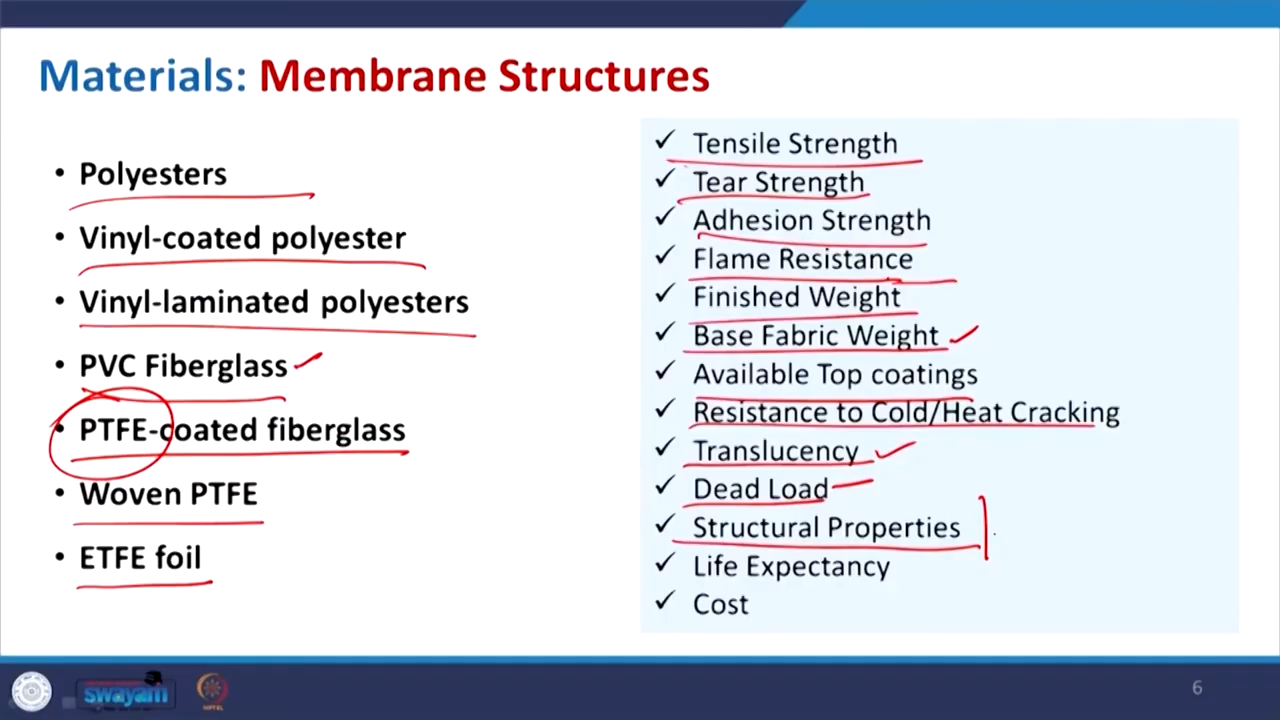 Materials: Membrane Structures
• Polyesters
• Vinyl-coated polyester
• Vinyl-laminated polyesters
• PVC Fiberglass
• PTFE-coated fiberglass
• Woven PTFE
• ETFE foil
✓ Tensile Strength
✓ Tear Strength
✓ Adhesion Strength
✓ Flame Resistance
✓ Finished Weight
✓ Base Fabric Weight
✓ Available Top coatings
✓ Resistance to Cold/Heat Cracking
✓ Translucency
✓ Dead Load
✓ Structural Properties
✓ Life Expectancy
✓ Cost
swayam
NPTEL
6